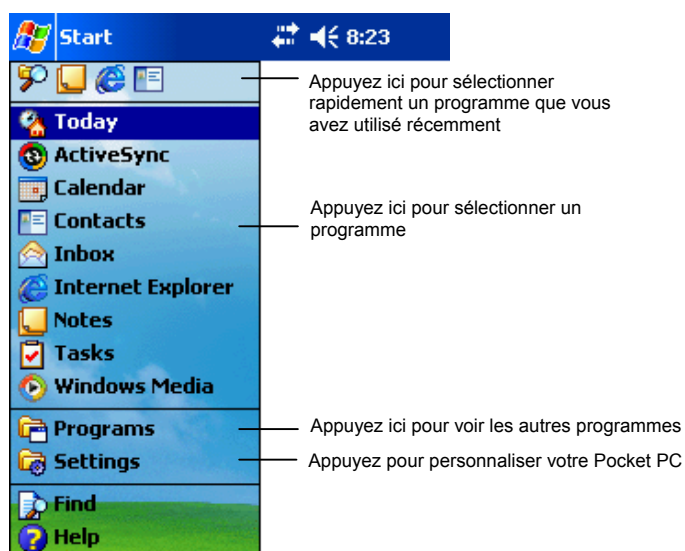 Start 8:23
Appuyez ici pour sélectionner
rapidement un programme que vous
avez utilisé récemment
Today
ActiveSync
Calendar
Contacts
Appuyez ici pour sélectionner un
programme
Inbox
Internet Explorer
Notes
Tasks
Windows Media
Programs
Appuyez ici pour voir les autres programmes
Settings
Appuyez pour personnaliser votre Pocket PC
Find
Help